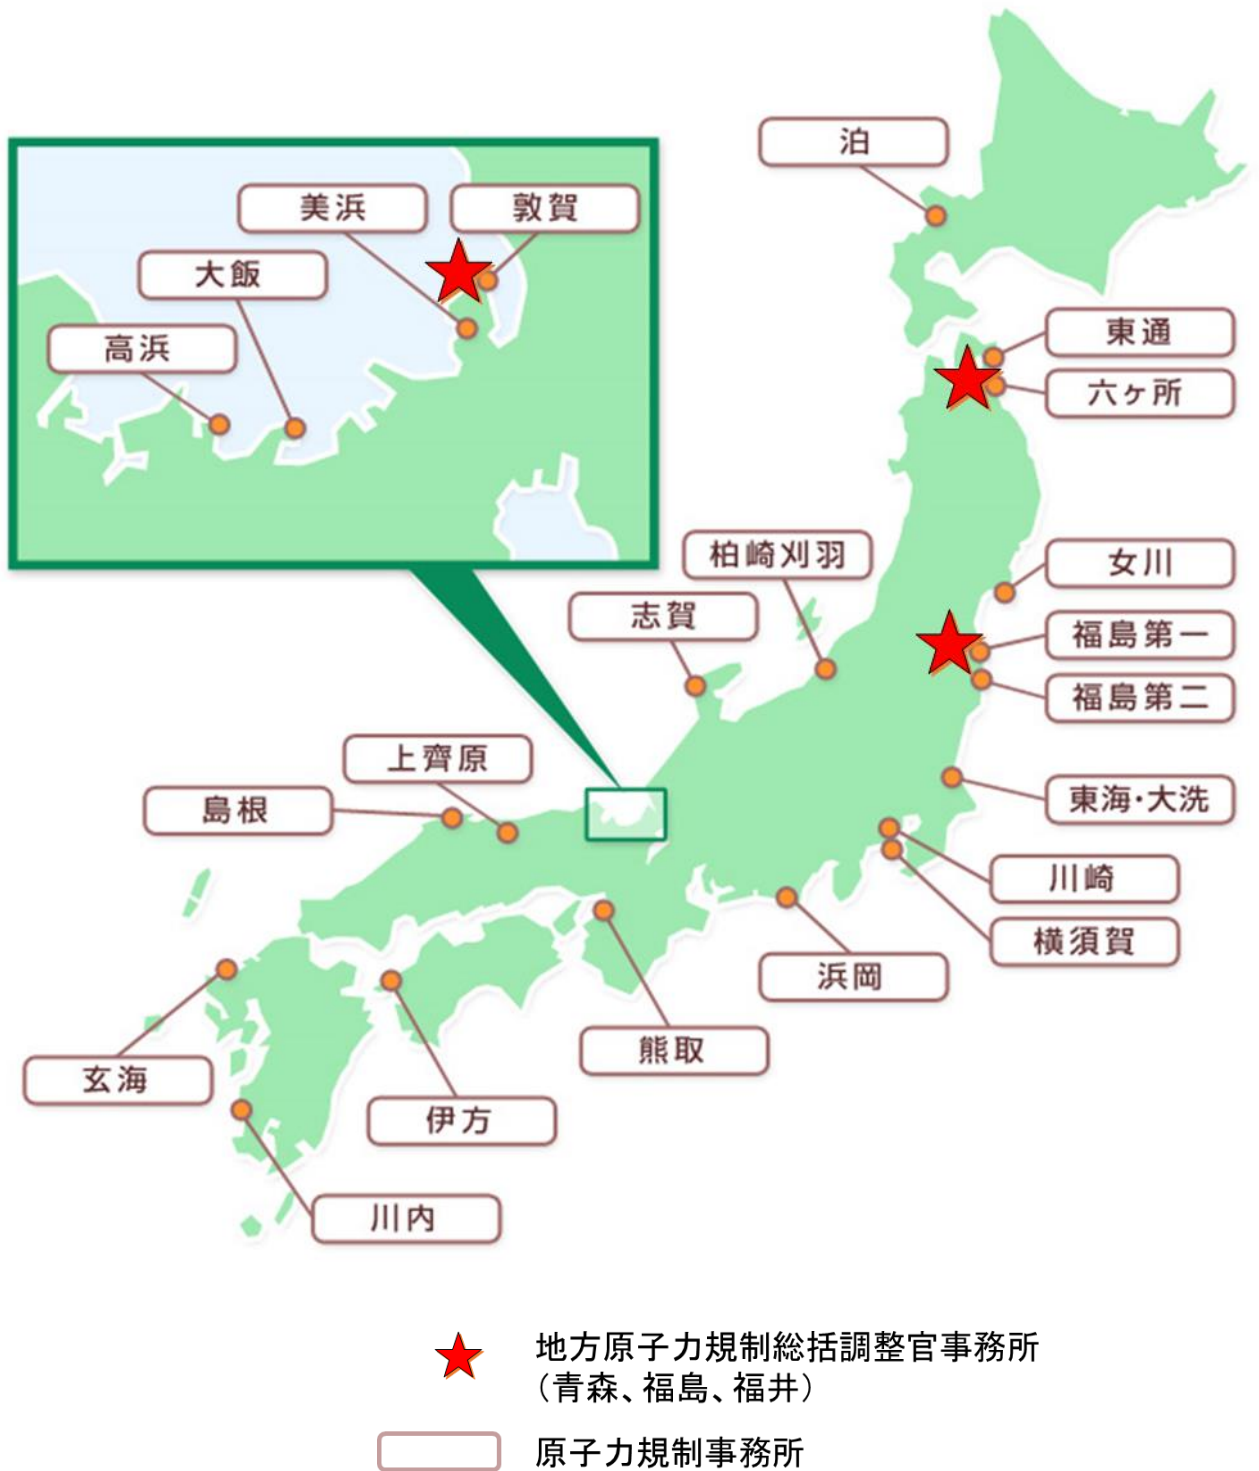 泊
美浜
敦賀
大飯
高浜
東通
六ヶ所
柏崎刈羽
女川
志賀
福島第一
福島第二
上齊原
島根
東海・大洗
川崎
横須賀
浜岡
熊取
玄海
伊方
川内
地方原子力規制総括調整官事務所
（青森、福島、福井）
原子力規制事務所